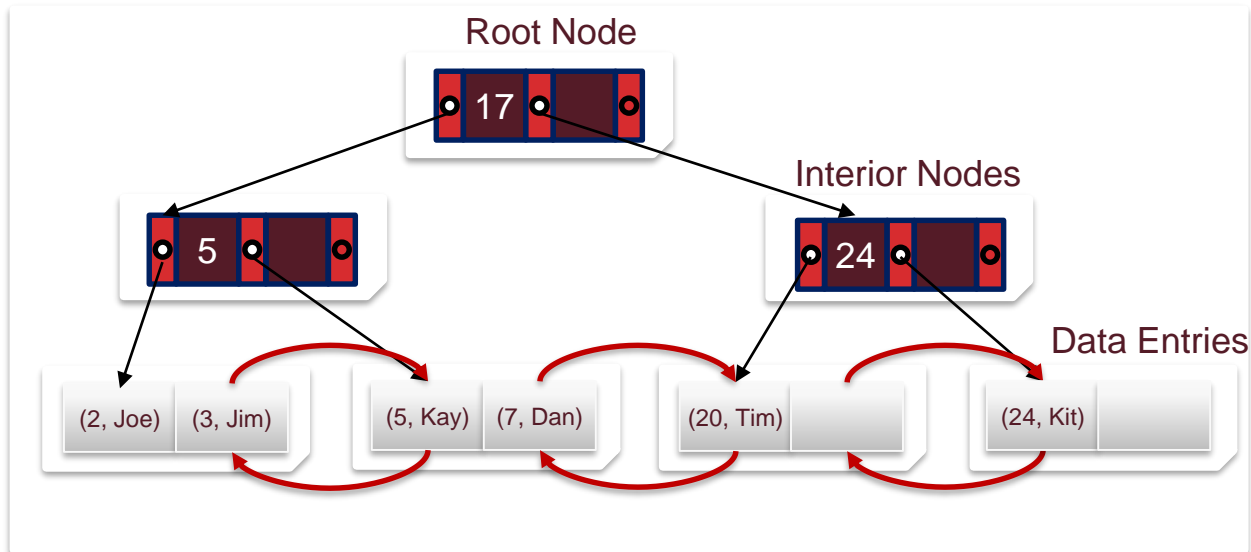 Root Node
17
Interior Nodes
5
24
Data Entries
(2, Joe) (3, Jim) (5, Kay) (7, Dan) (20, Tim) (24, Kit)